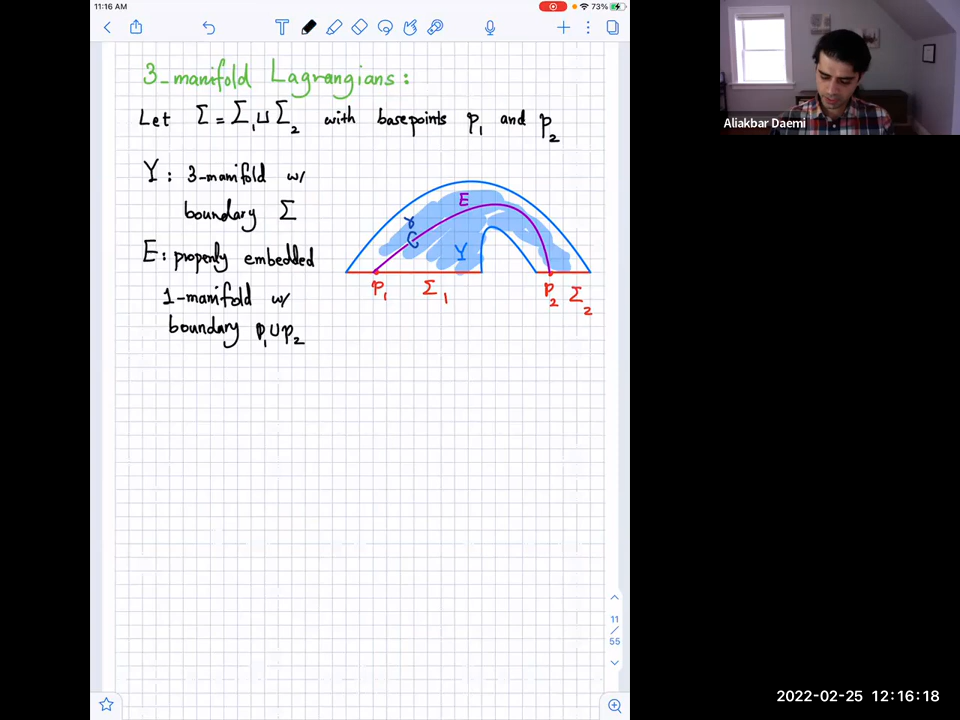 11:16 AM
73%
3-manifold Lagrangians:
Let Σ = Σ₁ ⊔ Σ₂ with basepoints p₁ and p₂
Y: 3-manifold w/
boundary Σ
E: properly embedded
1-manifold w/
boundary p₁ ∪ p₂
E
γ
Y
p₁ Σ₁ p₂ Σ₂
11
/
55
Aliakbar Daemi
2022-02-25 12:16:18